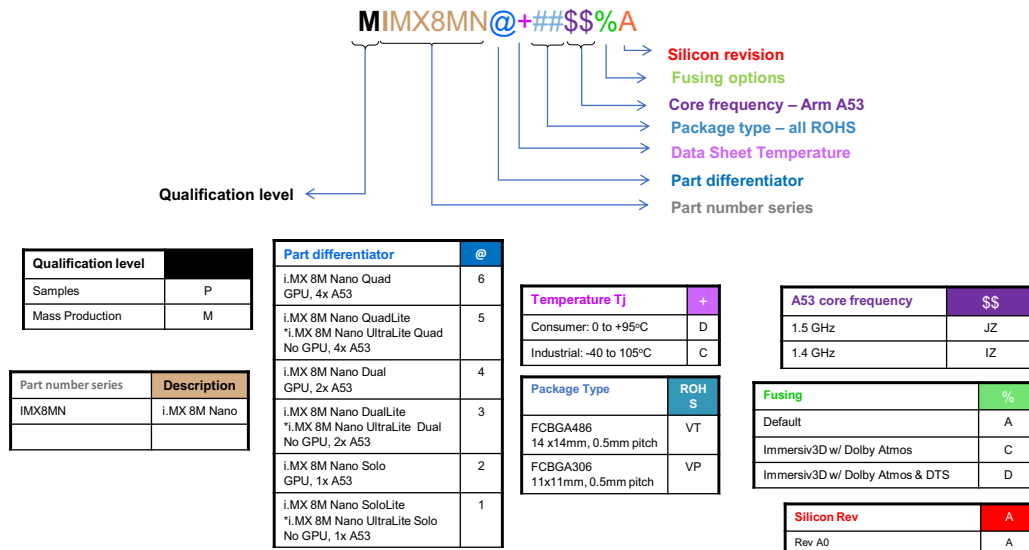 MIMX8MN@+##$$%A
Silicon revision
Fusing options
Core frequency – Arm A53
Package type – all ROHS
Data Sheet Temperature
Part differentiator
Part number series
Qualification level
Qualification level
Samples P
Mass Production M
Part number series Description
IMX8MN i.MX 8M Nano
Part differentiator @
i.MX 8M Nano Quad 6
GPU, 4x A53
i.MX 8M Nano QuadLite 5
*i.MX 8M Nano UltraLite Quad
No GPU, 4x A53
i.MX 8M Nano Dual 4
GPU, 2x A53
i.MX 8M Nano DualLite 3
*i.MX 8M Nano UltraLite Dual
No GPU, 2x A53
i.MX 8M Nano Solo 2
GPU, 1x A53
i.MX 8M Nano SoloLite 1
*i.MX 8M Nano UltraLite Solo
No GPU, 1x A53
Temperature Tj +
Consumer: 0 to +95°C D
Industrial: -40 to 105°C C
Package Type ROH
S
FCBGA486 VT
14 x14mm, 0.5mm pitch
FCBGA306 VP
11x11mm, 0.5mm pitch
A53 core frequency $$
1.5 GHz JZ
1.4 GHz IZ
Fusing %
Default A
Immersiv3D w/ Dolby Atmos C
Immersiv3D w/ Dolby Atmos & DTS D
Silicon Rev A
Rev A0 A